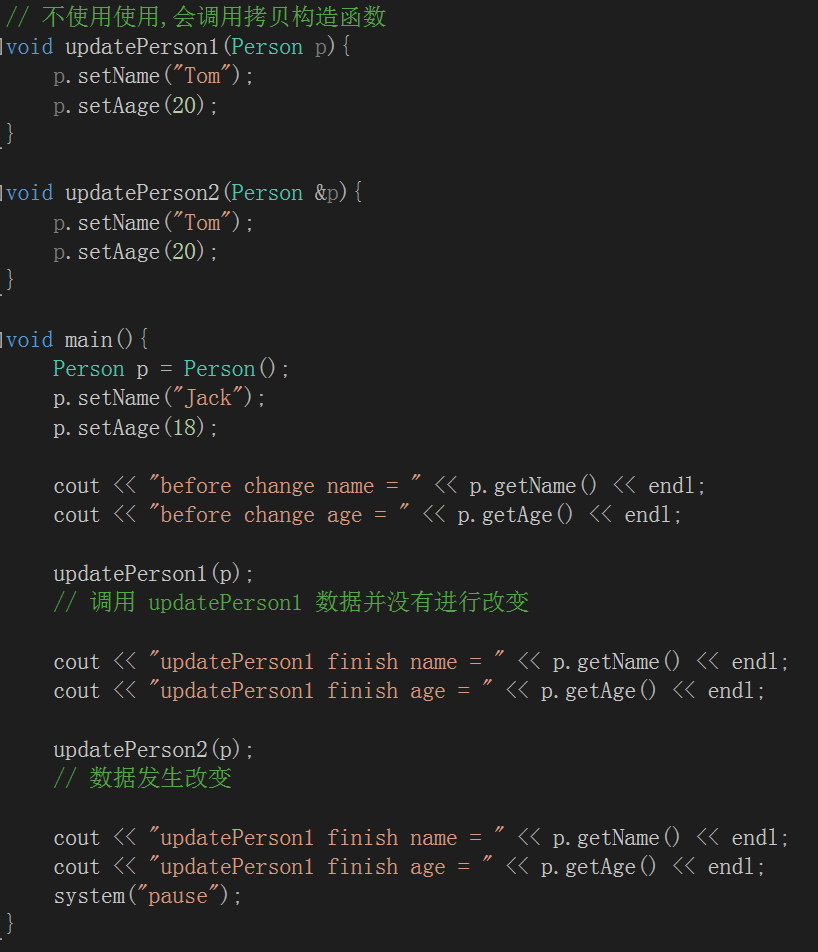 // 不使用使用,会调用拷贝构造函数
void updatePerson1(Person p){
    p.setName("Tom");
    p.setAage(20);
}

void updatePerson2(Person &p){
    p.setName("Tom");
    p.setAage(20);
}

void main(){
    Person p = Person();
    p.setName("Jack");
    p.setAage(18);

    cout << "before change name = " << p.getName() << endl;
    cout << "before change age = " << p.getAge() << endl;

    updatePerson1(p);
    // 调用 updatePerson1 数据并没有进行改变

    cout << "updatePerson1 finish name = " << p.getName() << endl;
    cout << "updatePerson1 finish age = " << p.getAge() << endl;

    updatePerson2(p);
    // 数据发生改变

    cout << "updatePerson1 finish name = " << p.getName() << endl;
    cout << "updatePerson1 finish age = " << p.getAge() << endl;
    system("pause");
}